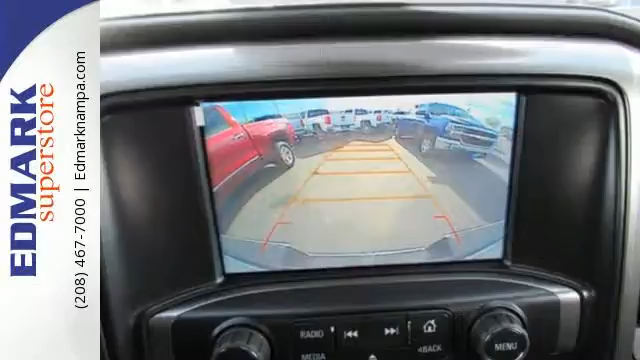 EDMARK
superstore
(208) 467-7000 | Edmarknampa.com
RADIO
MEDIA
<BACK
MENU